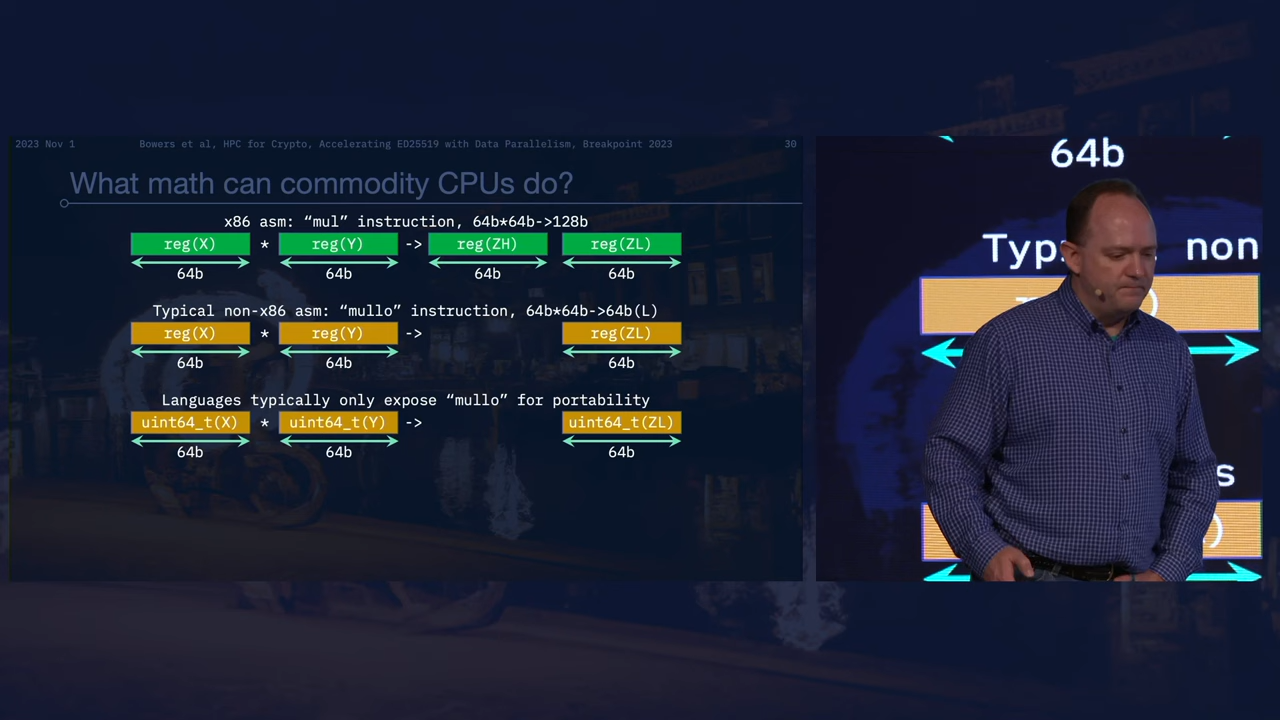 2023 Nov 1 Bowers et al, HPC for Crypto, Accelerating ED25519 with Data Parallelism, Breakpoint 2023 30
What math can commodity CPUs do?
x86 asm: “mul” instruction, 64b*64b->128b
reg(X) * reg(Y) -> reg(ZH) reg(ZL)
64b 64b 64b 64b
Typical non-x86 asm: “mullo” instruction, 64b*64b->64b(L)
reg(X) * reg(Y) -> reg(ZL)
64b 64b 64b
Languages typically only expose “mullo” for portability
uint64_t(X) * uint64_t(Y) -> uint64_t(ZL)
64b 64b 64b
64b
non